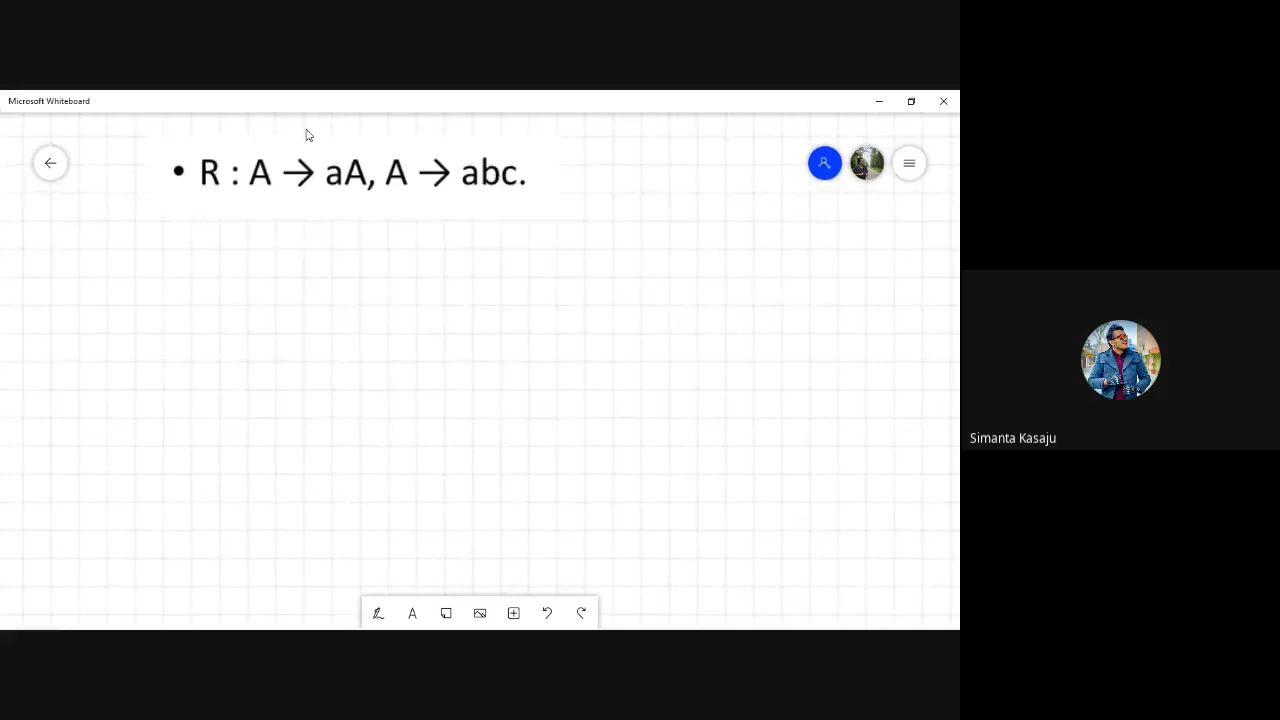 Microsoft Whiteboard
• R : A → aA, A → abc.
Simanta Kasaju